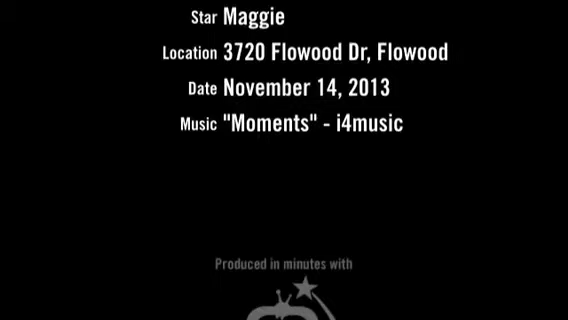 Star Maggie
Location 3720 Flowood Dr, Flowood
Date November 14, 2013
Music "Moments" - i4music
Produced in minutes with